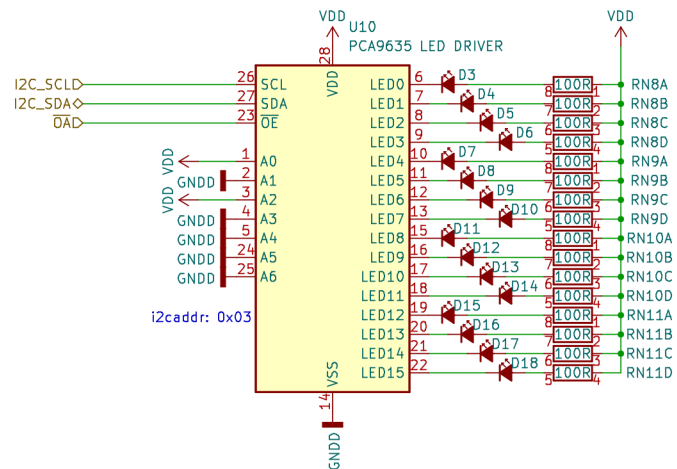 VDD
U10
PCA9635 LED DRIVER
VDD
28
VDD
I2C_SCL
26
SCL
LED0
6
D3
8
100R
1
RN8A
I2C_SDA
27
SDA
LED1
7
D4
7
100R
2
RN8B
OA
23
OE
LED2
8
D5
6
100R
3
RN8C
LED3
9
D6
5
100R
4
RN8D
VDD
1
A0
LED4
10
D7
8
100R
1
RN9A
GNDD
2
A1
LED5
11
D8
7
100R
2
RN9B
VDD
3
A2
LED6
12
D9
6
100R
3
RN9C
GNDD
4
A3
LED7
13
D10
5
100R
4
RN9D
GNDD
5
A4
LED8
15
D11
8
100R
1
RN10A
GNDD
24
A5
LED9
16
D12
7
100R
2
RN10B
GNDD
25
A6
LED10
17
D13
6
100R
3
RN10C
LED11
18
D14
5
100R
4
RN10D
i2caddr: 0x03
LED12
19
D15
8
100R
1
RN11A
LED13
20
D16
7
100R
2
RN11B
LED14
21
D17
6
100R
3
RN11C
LED15
22
D18
5
100R
4
RN11D
VSS
14
GNDD